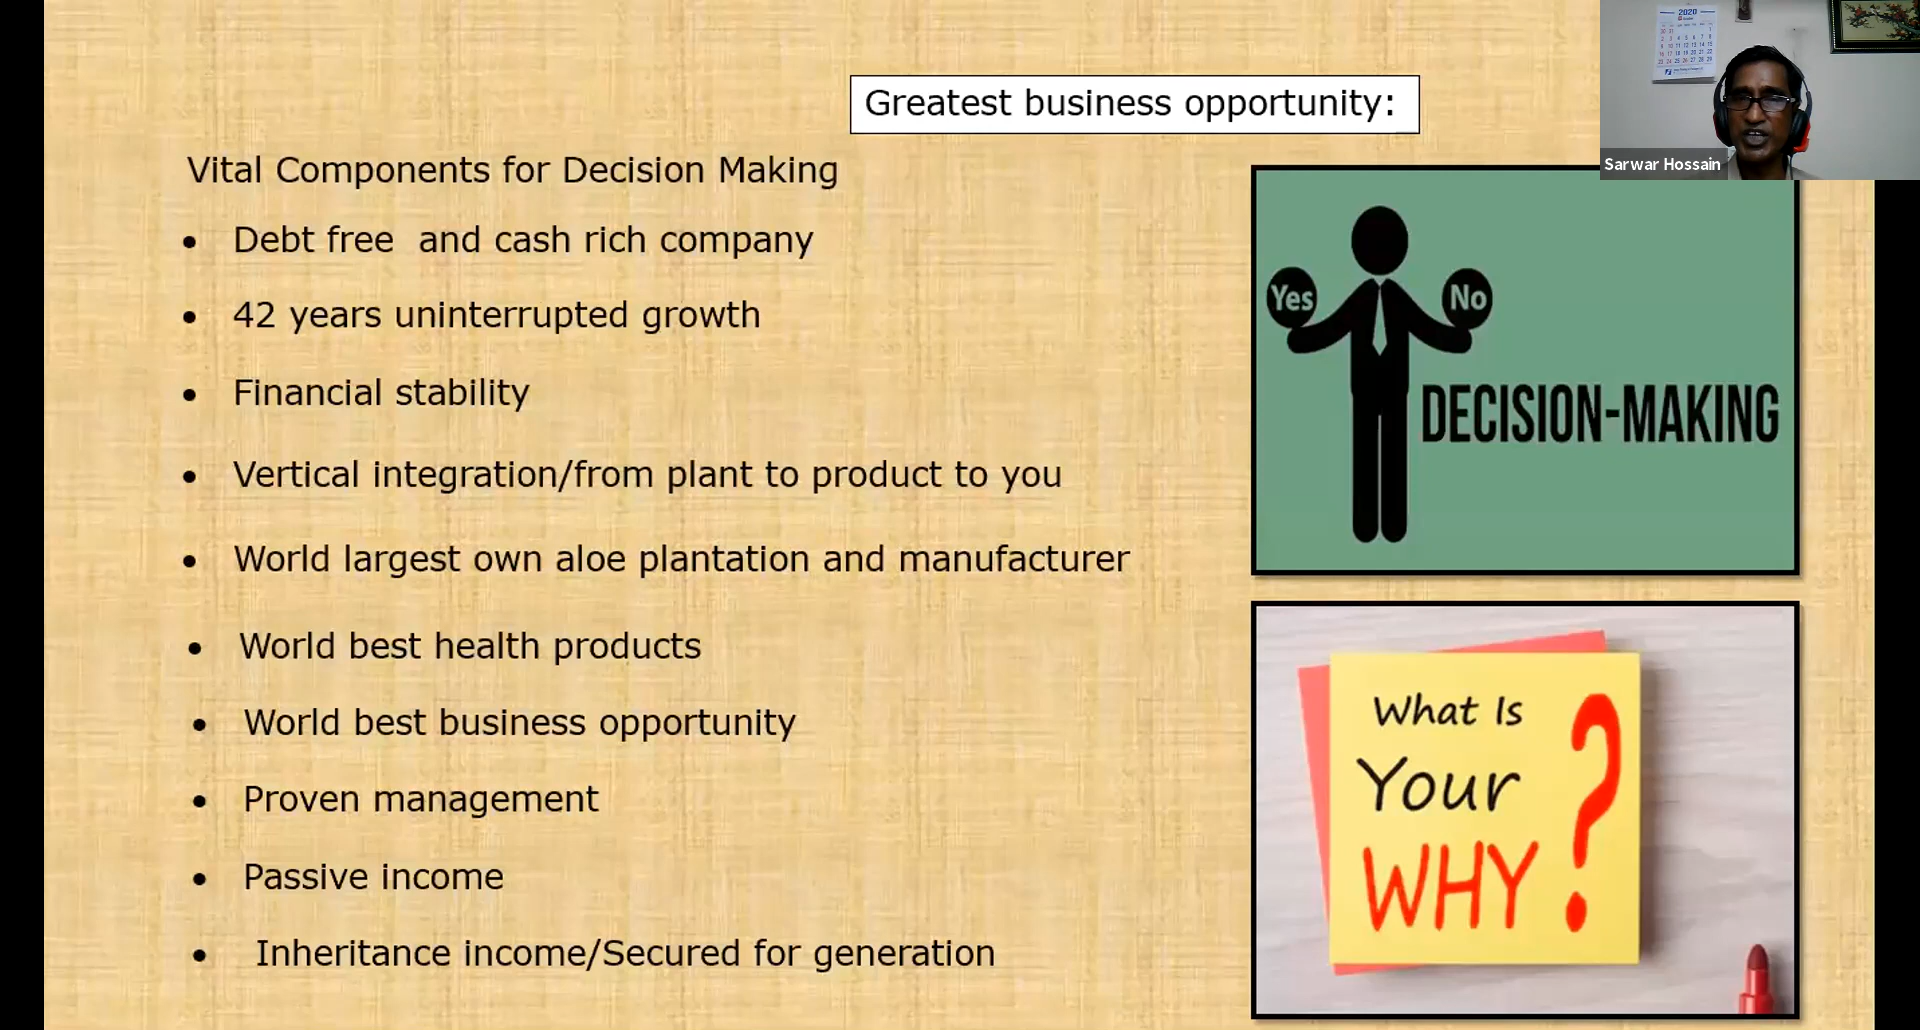 2020
Greatest business opportunity:
Sarwar Hossain
Vital Components for Decision Making
• Debt free and cash rich company
• 42 years uninterrupted growth
• Financial stability
• Vertical integration/from plant to product to you
• World largest own aloe plantation and manufacturer
• World best health products
• World best business opportunity
• Proven management
• Passive income
• Inheritance income/Secured for generation
Yes
No
DECISION-MAKING
What Is
Your
WHY?